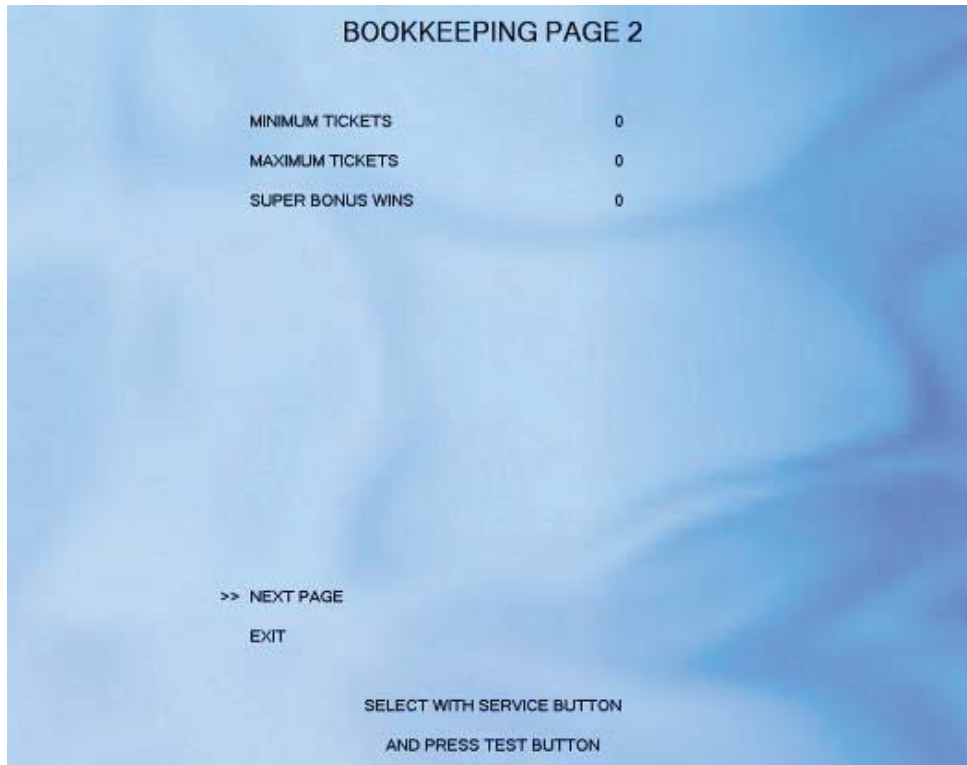 BOOKKEEPING PAGE 2
MINIMUM TICKETS 0
MAXIMUM TICKETS 0
SUPER BONUS WINS 0
>> NEXT PAGE
EXIT
SELECT WITH SERVICE BUTTON
AND PRESS TEST BUTTON